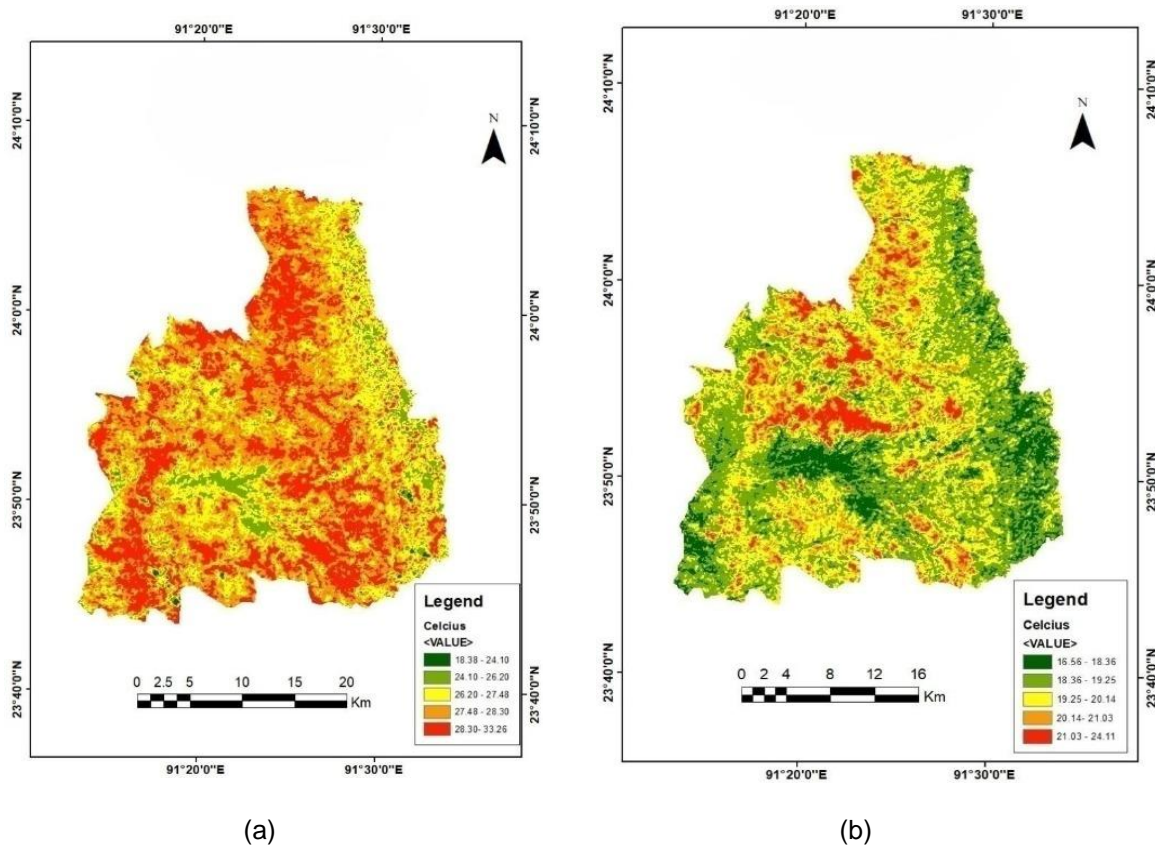 91°20'0"E
91°30'0"E
24°10'0"N
24°10'0"N
N
24°0'0"N
24°0'0"N
23°50'0"N
23°50'0"N
23°40'0"N
23°40'0"N
Legend
Celcius
<VALUE>
18.38 - 24.10
24.10 - 26.20
26.20 - 27.48
27.48 - 28.30
28.30- 33.26
0 2.5 5 10 15 20
Km
91°20'0"E
91°30'0"E
(a)
91°20'0"E
91°30'0"E
24°10'0"N
24°10'0"N
N
24°0'0"N
24°0'0"N
23°50'0"N
23°50'0"N
23°40'0"N
23°40'0"N
Legend
Celcius
<VALUE>
16.56 - 18.36
18.36 - 19.25
19.25 - 20.14
20.14- 21.03
21.03 - 24.11
0 2 4 8 12 16
Km
91°20'0"E
91°30'0"E
(b)